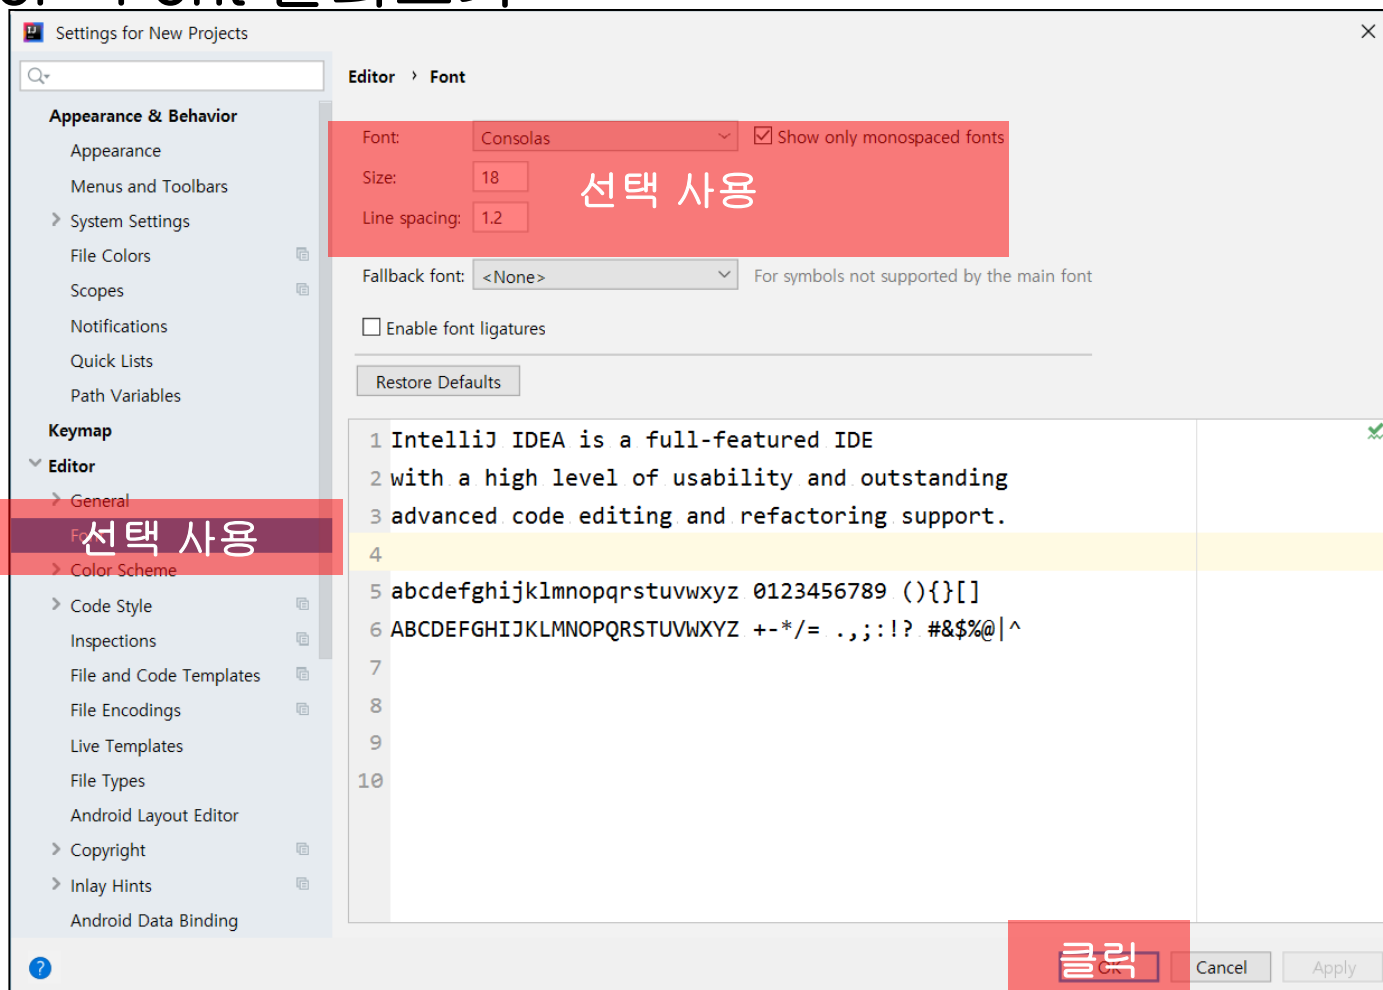 Settings for New Projects
Editor › Font
Appearance & Behavior
Appearance
Menus and Toolbars
System Settings
File Colors
Scopes
Notifications
Quick Lists
Path Variables
Keymap
Editor
General
Font
선택 사용
Color Scheme
Code Style
Inspections
File and Code Templates
File Encodings
Live Templates
File Types
Android Layout Editor
Copyright
Inlay Hints
Android Data Binding
Font: Consolas Show only monospaced fonts
Size: 18
선택 사용
Line spacing: 1.2
Fallback font: <None> For symbols not supported by the main font
Enable font ligatures
Restore Defaults
1 IntelliJ IDEA is a full-featured IDE
2 with a high level of usability and outstanding
3 advanced code editing and refactoring support.
4
5 abcdefghijklmnopqrstuvwxyz 0123456789 (){}[]
6 ABCDEFGHIJKLMNOPQRSTUVWXYZ +-*/= .,;:!? #&$%@|^
7
8
9
10
?
클릭
OK Cancel Apply